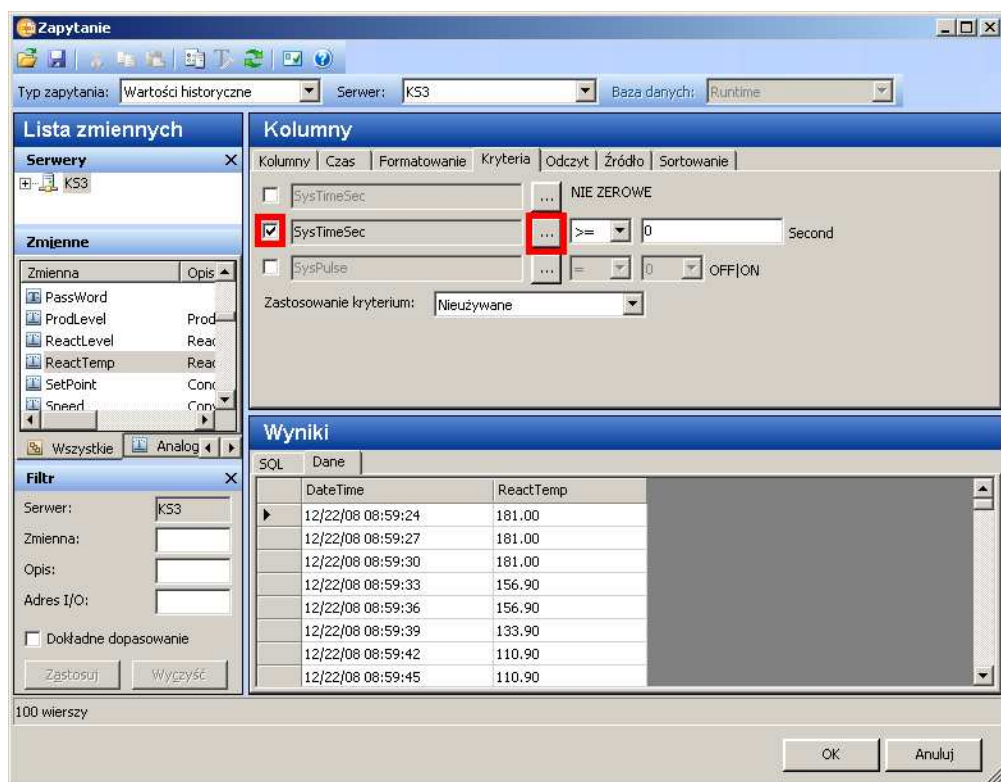 Zapytanie
Typ zapytania: Wartości historyczne Serwer: KS3 Baza danych: Runtime
Lista zmiennych
Serwery
KS3
Zmienne
Zmienna Opis
PassWord
ProdLevel Prod
ReactLevel Reac
ReactTemp Reac
SetPoint Conc
Speed Conv
Wszystkie Analog
Filtr
Serwer: KS3
Zmienna:
Opis:
Adres I/O:
Dokładne dopasowanie
Zastosuj Wyczyść
Kolumny
Kolumny Czas Formatowanie Kryteria Odczyt Źródło Sortowanie
SysTimeSec ... NIE ZEROWE
SysTimeSec ... >= 0 Second
SysPulse ... = 0 OFF|ON
Zastosowanie kryterium: Nieużywane
Wyniki
SQL Dane
DateTime ReactTemp
12/22/08 08:59:24 181.00
12/22/08 08:59:27 181.00
12/22/08 08:59:30 181.00
12/22/08 08:59:33 156.90
12/22/08 08:59:36 156.90
12/22/08 08:59:39 133.90
12/22/08 08:59:42 110.90
12/22/08 08:59:45 110.90
100 wierszy
OK Anuluj